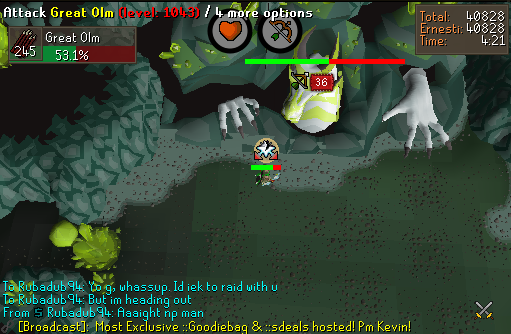 Attack Great Olm (level: 1043) / 4 more options
Great Olm
245
53.1%
Total: 40828
Ernesti: 40828
Time: 4:21
36
To Rubadub94: Yo g, whassup. Id iek to raid with u
To Rubadub94: But im heading out
From S Rubadub94: Aaaight np man
[Broadcast]: Most Exclusive ::Goodiebag & ::sdeals hosted! Pm Kevin!